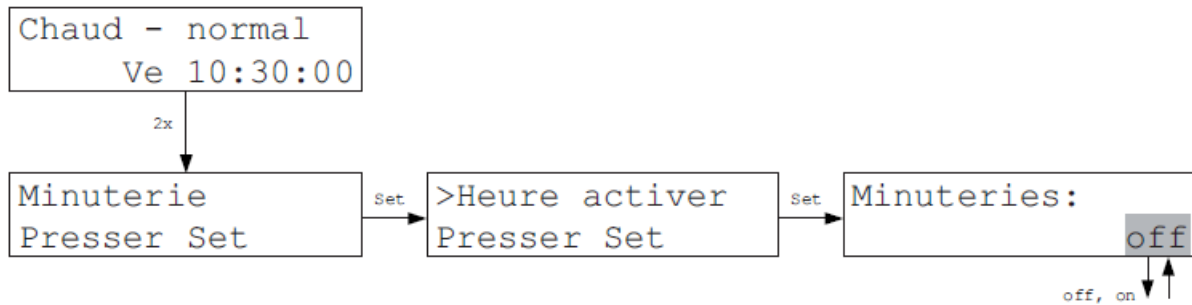 Chaud - normal
Ve 10:30:00
2x
Minuterie
Presser Set
Set
>Heure activer
Presser Set
Set
Minuteries:
off
off, on